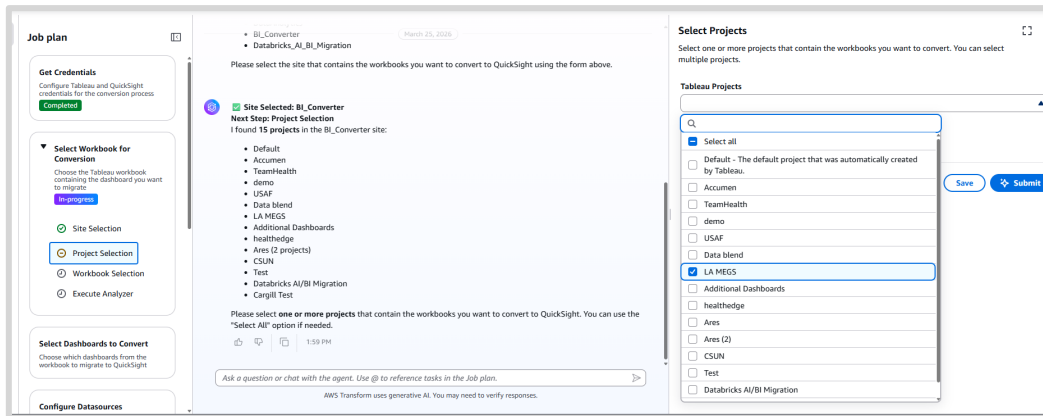 Job plan
Get Credentials
Configure Tableau and QuickSight
credentials for the conversion process
Completed
Select Workbook for
Conversion
Choose the Tableau workbook
containing the dashboard you want
to migrate
In-progress
Site Selection
Project Selection
Workbook Selection
Execute Analyzer
Select Dashboards to Convert
Choose which dashboards from the
workbook to migrate to QuickSight
Configure Datasources
BI_Converter
March 25, 2026
Databricks_AI_BI_Migration
Please select the site that contains the workbooks you want to convert to QuickSight using the form above.
Site Selected: BI_Converter
Next Step: Project Selection
I found 15 projects in the BI_Converter site:
Default
Accumen
TeamHealth
demo
USAF
Data blend
LA MEGS
Additional Dashboards
healthedge
Ares (2 projects)
CSUN
Test
Databricks AI/BI Migration
Cargill Test
Please select one or more projects that contain the workbooks you want to convert to QuickSight. You can use the
"Select All" option if needed.
1:59 PM
Ask a question or chat with the agent. Use @ to reference tasks in the Job plan.
AWS Transform uses generative AI. You may need to verify responses.
Select Projects
Select one or more projects that contain the workbooks you want to convert. You can select
multiple projects.
Tableau Projects
Select all
Default - The default project that was automatically created
by Tableau.
Accumen
TeamHealth
demo
USAF
Data blend
LA MEGS
Additional Dashboards
healthedge
Ares
Ares (2)
CSUN
Test
Databricks AI/BI Migration
Save
Submit